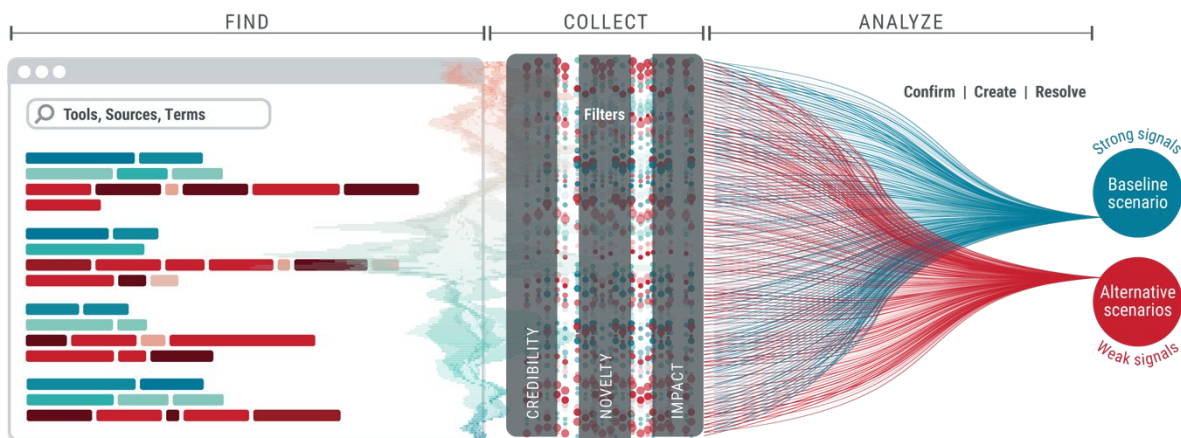 FIND
COLLECT
ANALYZE
Tools, Sources, Terms
Filters
CREDIBILITY
NOVELTY
IMPACT
Confirm | Create | Resolve
Strong signals
Baseline
scenario
Alternative
scenarios
Weak signals